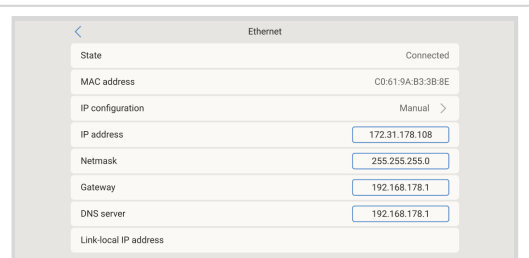 Ethernet
State Connected
MAC address C0:61:9A:B3:3B:8E
IP configuration Manual
IP address 172.31.178.108
Netmask 255.255.255.0
Gateway 192.168.178.1
DNS server 192.168.178.1
Link-local IP address